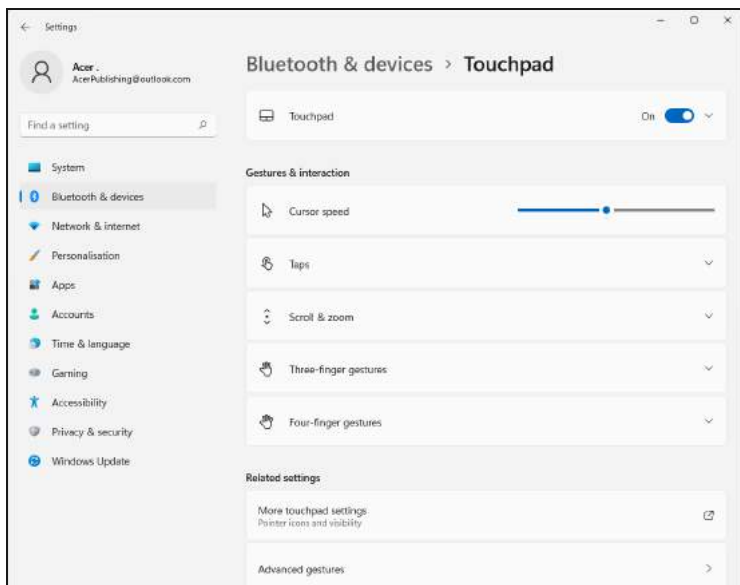 Settings
Acer .
AcerPublishing@outlook.com
Find a setting
System
Bluetooth & devices
Network & internet
Personalisation
Apps
Accounts
Time & language
Gaming
Accessibility
Privacy & security
Windows Update
Bluetooth & devices > Touchpad
Touchpad On
Gestures & interaction
Cursor speed
Taps
Scroll & zoom
Three-finger gestures
Four-finger gestures
Related settings
More touchpad settings
Pointer icons and visibility
Advanced gestures